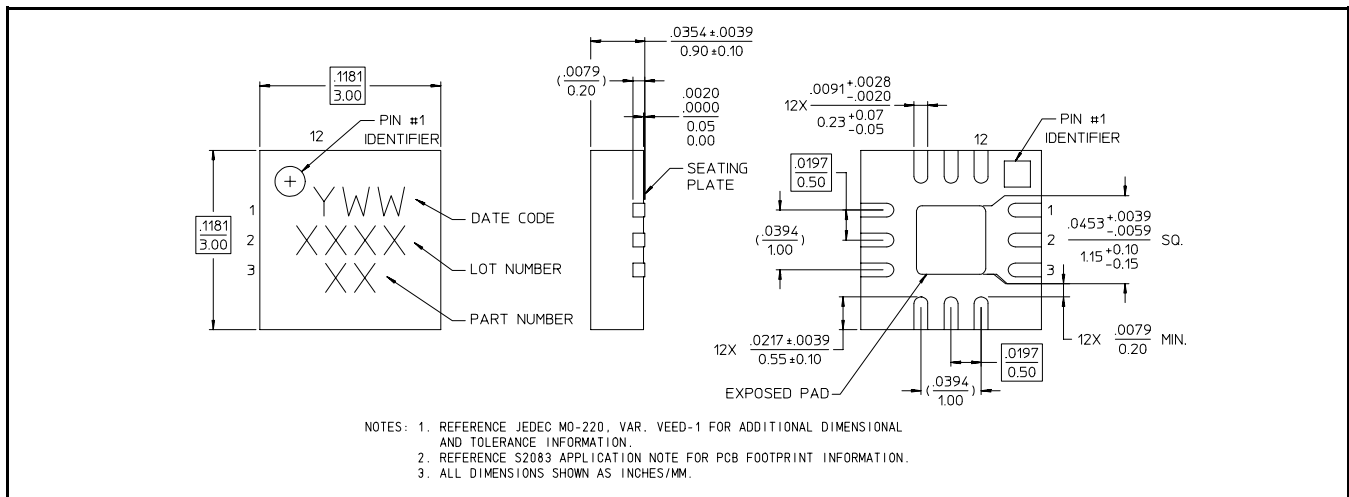 .1181
3.00
12
PIN #1
IDENTIFIER
.1181
3.00
1
2
3
YWW
XXXX
XX
DATE CODE
LOT NUMBER
PART NUMBER
.0354±.0039
0.90±0.10
(.0079
0.20)
.0020
.0000
0.05
0.00
SEATING
PLATE
12X .0091 +.0028 -.0020
0.23 +0.07 -0.05
12
PIN #1
IDENTIFIER
.0197
0.50
(.0394
1.00)
1
2
3
.0453 +.0039 -.0059 SQ.
1.15 +0.10 -0.15
12X .0217±.0039
0.55±0.10
12X .0079 MIN.
0.20
.0197
0.50
(.0394
1.00)
EXPOSED PAD
NOTES: 1. REFERENCE JEDEC MO-220, VAR. VEED-1 FOR ADDITIONAL DIMENSIONAL
AND TOLERANCE INFORMATION.
2. REFERENCE S2083 APPLICATION NOTE FOR PCB FOOTPRINT INFORMATION.
3. ALL DIMENSIONS SHOWN AS INCHES/MM.